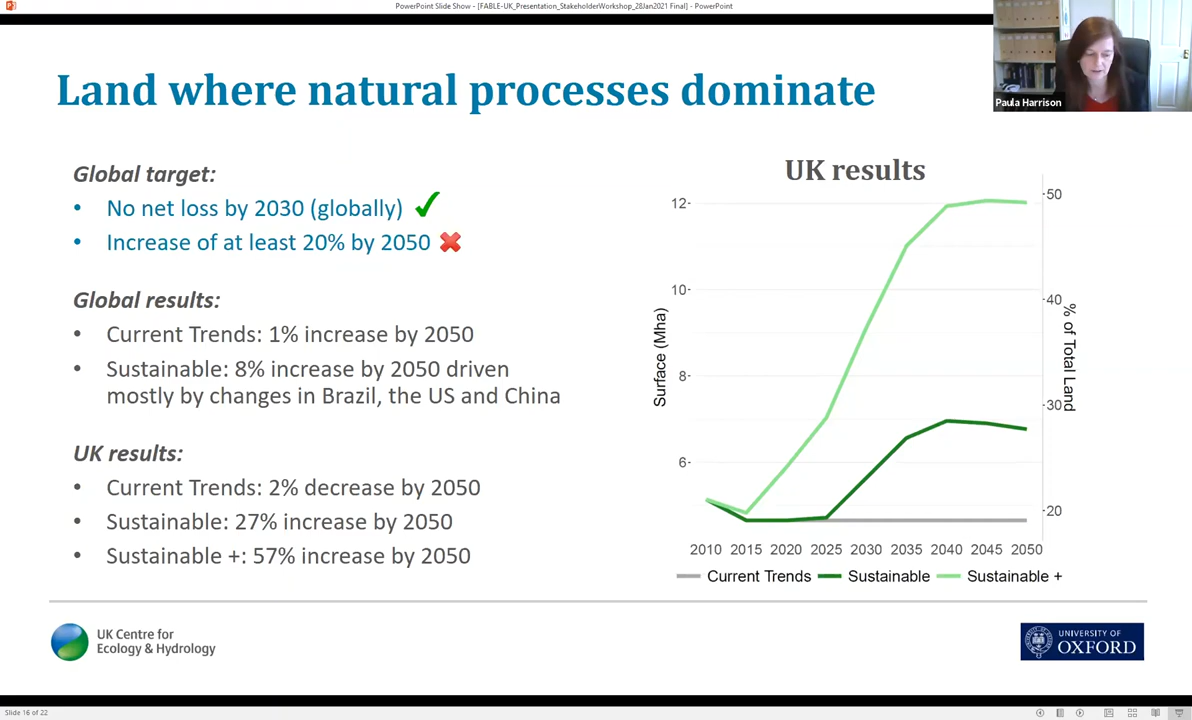 PowerPoint Slide Show - [FABLE-UK_Presentation_StakeholderWorkshop_28Jan2021 Final] - PowerPoint
Paula Harrison
Land where natural processes dominate
Global target:
• No net loss by 2030 (globally)
• Increase of at least 20% by 2050
Global results:
• Current Trends: 1% increase by 2050
• Sustainable: 8% increase by 2050 driven
mostly by changes in Brazil, the US and China
UK results:
• Current Trends: 2% decrease by 2050
• Sustainable: 27% increase by 2050
• Sustainable +: 57% increase by 2050
UK results
Surface (Mha)
12
10
8
6
50
40
30
20
% of Total Land
2010 2015 2020 2025 2030 2035 2040 2045 2050
Current Trends Sustainable Sustainable +
UK Centre for
Ecology & Hydrology
UNIVERSITY OF
OXFORD
Slide 16 of 22